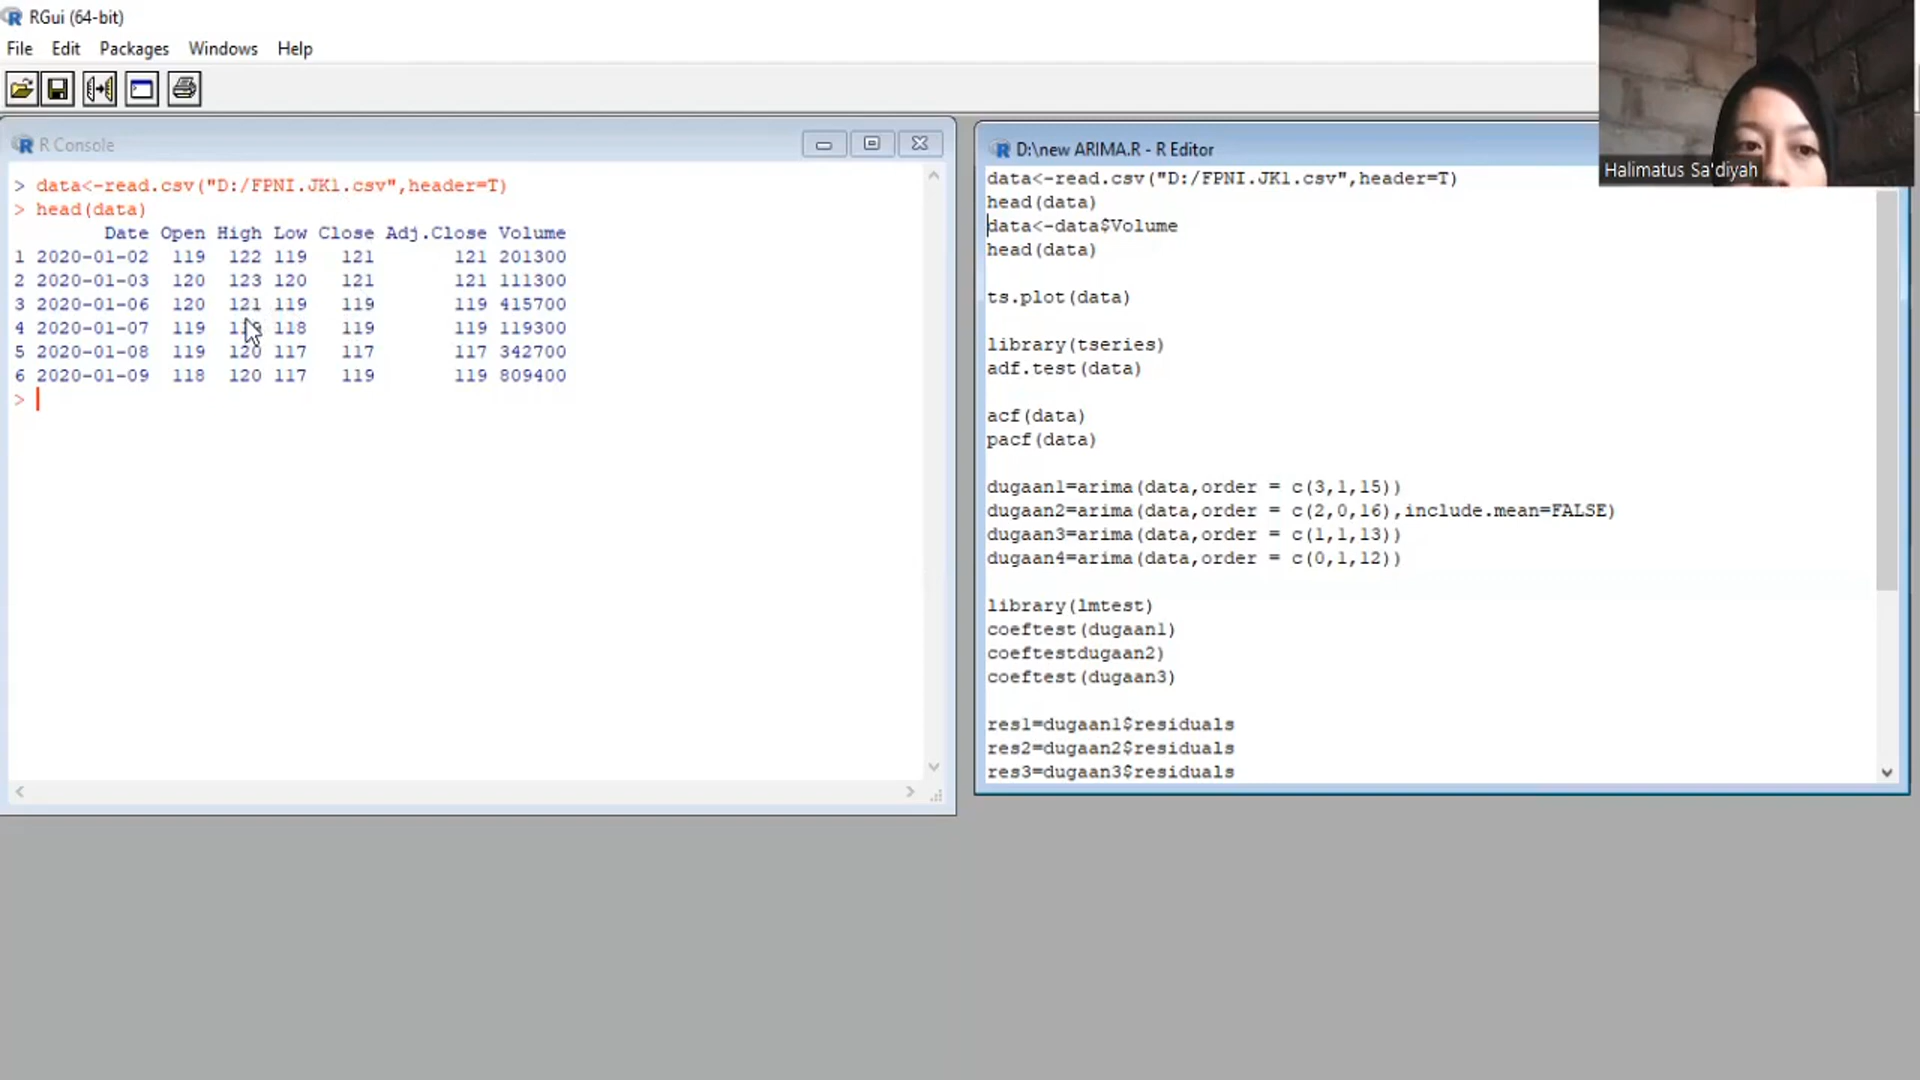 RGui (64-bit)
File Edit Packages Windows Help
R Console
> data<-read.csv("D:/FPNI.JK1.csv",header=T)
> head(data)
Date Open High Low Close Adj.Close Volume
1 2020-01-02 119 122 119 121 121 201300
2 2020-01-03 120 123 120 121 121 111300
3 2020-01-06 120 121 119 119 119 415700
4 2020-01-07 119 118 119 119 119300
5 2020-01-08 119 120 117 117 117 342700
6 2020-01-09 118 120 117 119 119 809400
>
D:\new ARIMA.R - R Editor
data<-read.csv("D:/FPNI.JK1.csv",header=T)
head(data)
data<-data$Volume
head(data)
ts.plot(data)
library(tseries)
adf.test(data)
acf(data)
pacf(data)
dugaan1=arima(data,order = c(3,1,15))
dugaan2=arima(data,order = c(2,0,16),include.mean=FALSE)
dugaan3=arima(data,order = c(1,1,13))
dugaan4=arima(data,order = c(0,1,12))
library(lmtest)
coeftest(dugaan1)
coeftestdugaan2)
coeftest(dugaan3)
res1=dugaan1$residuals
res2=dugaan2$residuals
res3=dugaan3$residuals
Halimatus Sa'diyah